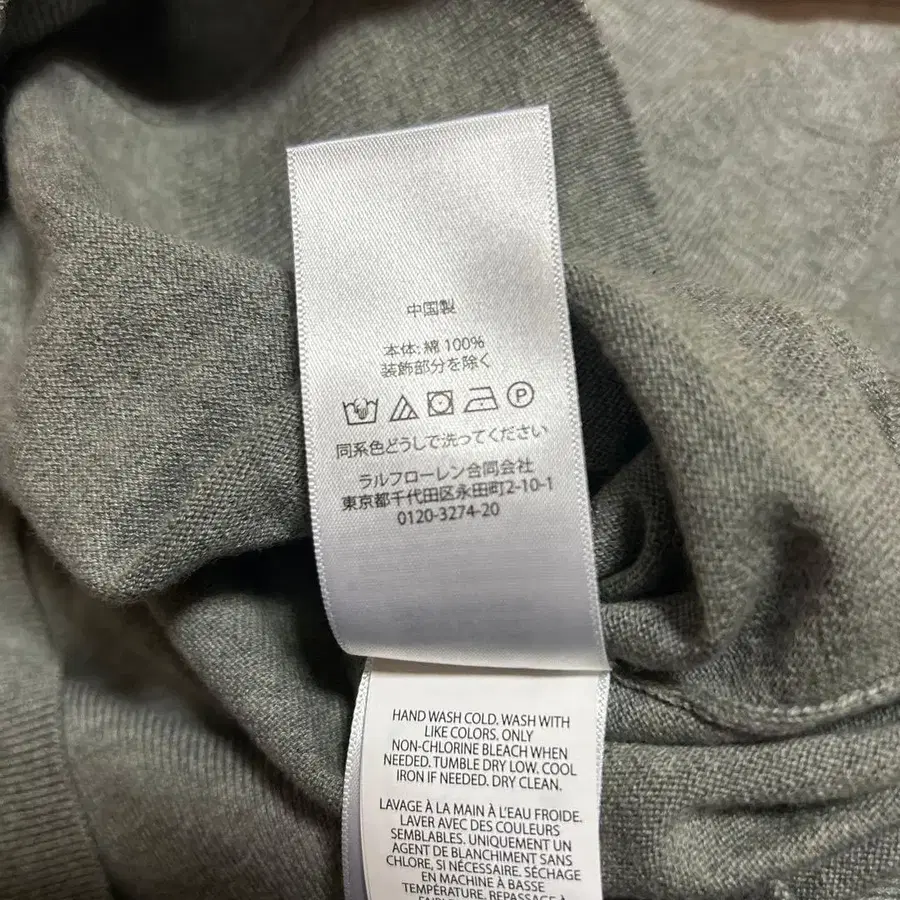 中国製
本体: 綿 100%
装飾部分を除く
P
同系色どうしで洗ってください
ラルフローレン合同会社
東京都千代田区永田町2-10-1
0120-3274-20
HAND WASH COLD. WASH WITH
LIKE COLORS. ONLY
NON-CHLORINE BLEACH WHEN
NEEDED. TUMBLE DRY LOW. COOL
IRON IF NEEDED. DRY CLEAN.
LAVAGE À LA MAIN À L'EAU FROIDE.
LAVER AVEC DES COULEURS
SEMBLABLES. UNIQUEMENT UN
AGENT DE BLANCHIMENT SANS
CHLORE, SI NÉCESSAIRE. SÉCHAGE
EN MACHINE À BASSE
TEMPÉRATURE. REPASSAGE À